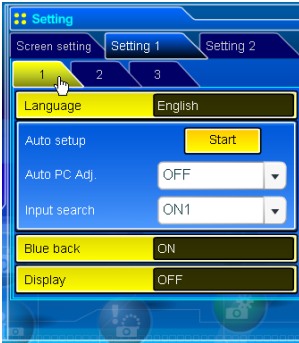 Setting
Screen setting Setting 1 Setting 2
1 2 3
Language English
Auto setup Start
Auto PC Adj. OFF
Input search ON1
Blue back ON
Display OFF